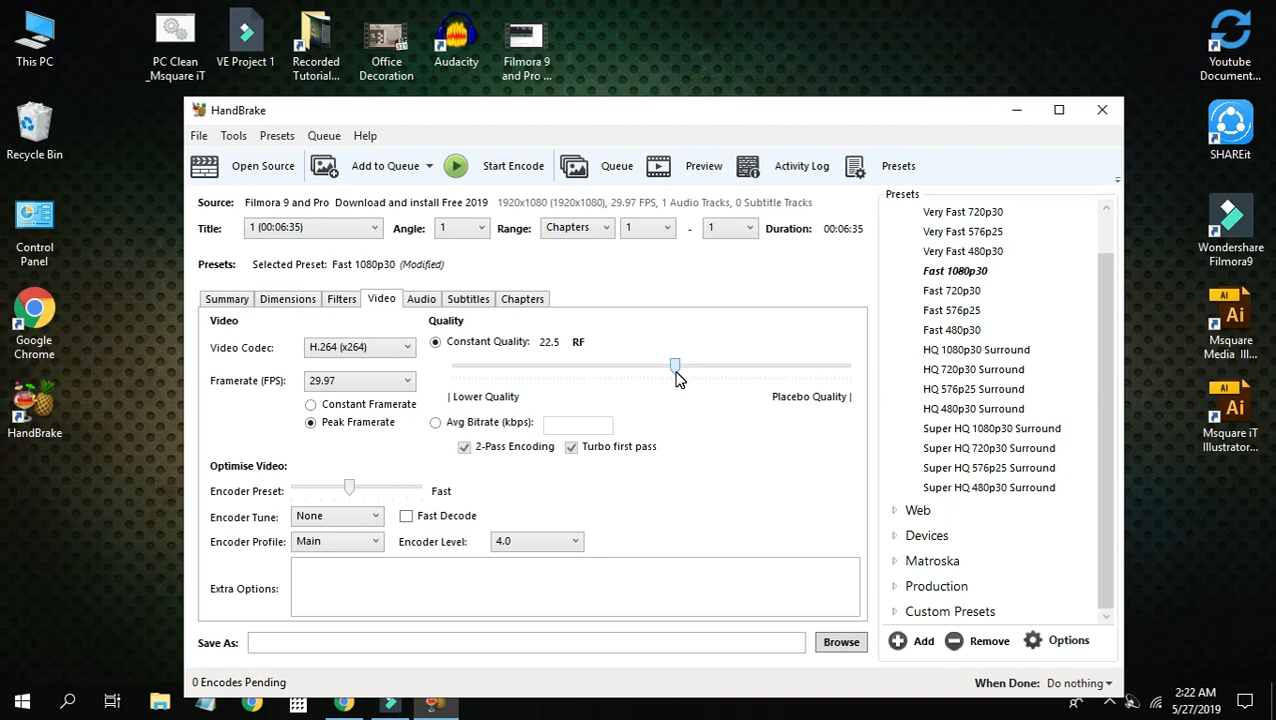 This PC
PC Clean
_Msquare iT
VE Project 1
Recorded
Tutorial...
Office
Decoration
Audacity
Filmora 9
and Pro ...
Youtube
Document...
Recycle Bin
SHAREit
Control
Panel
Wondershare
Filmora9
Google
Chrome
Msquare
Media Ill...
HandBrake
Msquare iT
Illustrator...
HandBrake
File Tools Presets Queue Help
Open Source Add to Queue Start Encode Queue Preview Activity Log Presets
Source: Filmora 9 and Pro Download and install Free 2019 1920x1080 (1920x1080), 29.97 FPS, 1 Audio Tracks, 0 Subtitle Tracks
Title: 1 (00:06:35) Angle: 1 Range: Chapters 1 - 1 Duration: 00:06:35
Presets: Selected Preset: Fast 1080p30 (Modified)
Summary Dimensions Filters Video Audio Subtitles Chapters
Video Quality
Video Codec: H.264 (x264) Constant Quality: 22.5 RF
Framerate (FPS): 29.97
| Lower Quality Placebo Quality |
Constant Framerate
Peak Framerate Avg Bitrate (kbps):
2-Pass Encoding Turbo first pass
Optimise Video:
Encoder Preset: Fast
Encoder Tune: None Fast Decode
Encoder Profile: Main Encoder Level: 4.0
Extra Options:
Save As: Browse
0 Encodes Pending When Done: Do nothing
Presets
Very Fast 720p30
Very Fast 576p25
Very Fast 480p30
Fast 1080p30
Fast 720p30
Fast 576p25
Fast 480p30
HQ 1080p30 Surround
HQ 720p30 Surround
HQ 576p25 Surround
HQ 480p30 Surround
Super HQ 1080p30 Surround
Super HQ 720p30 Surround
Super HQ 576p25 Surround
Super HQ 480p30 Surround
Web
Devices
Matroska
Production
Custom Presets
Add Remove Options
Ai
Ai
2:22 AM
5/27/2019